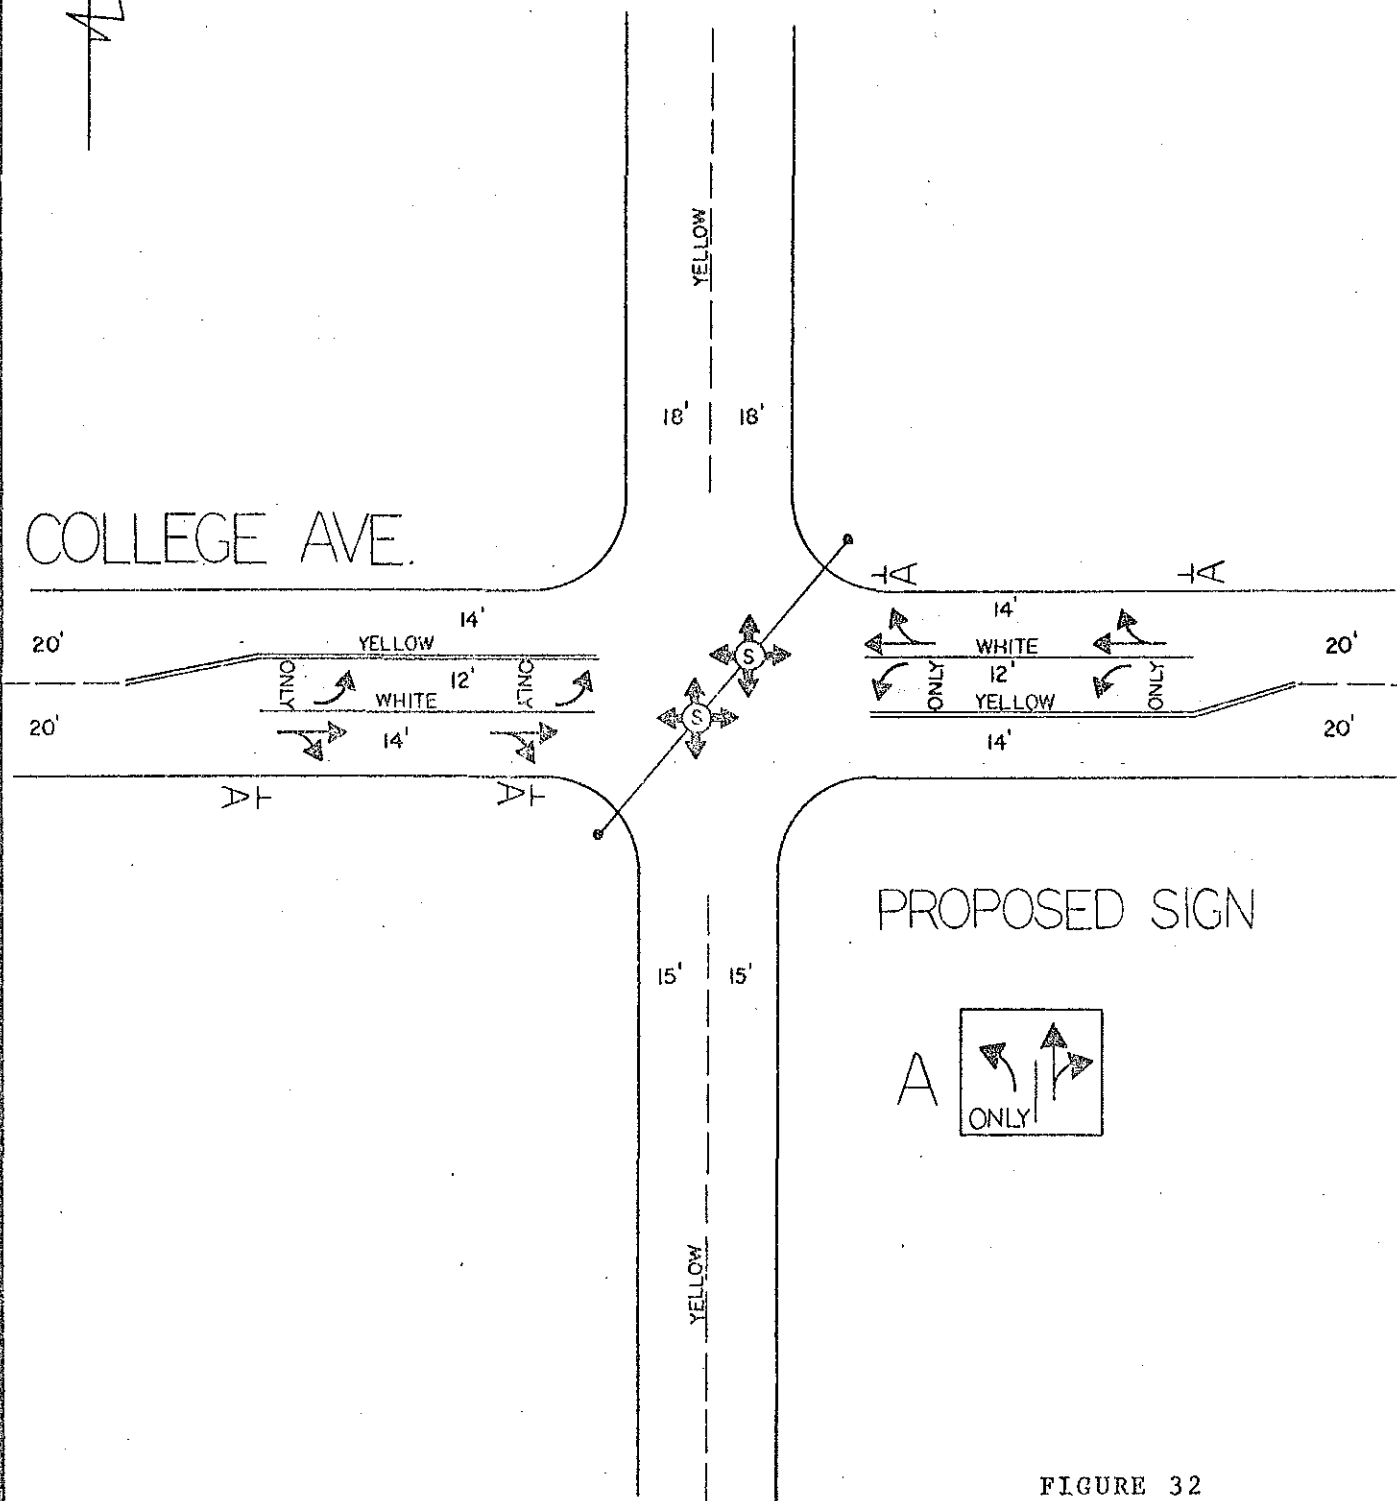 YELLOW
18' 18'
COLLEGE AVE.
A A
14' 14'
20' YELLOW S WHITE 20'
ONLY 12' ONLY 12' ONLY ONLY
WHITE S YELLOW
20' 14' 14' 20'
A A
PROPOSED SIGN
15' 15'
A
ONLY
YELLOW
FIGURE 32